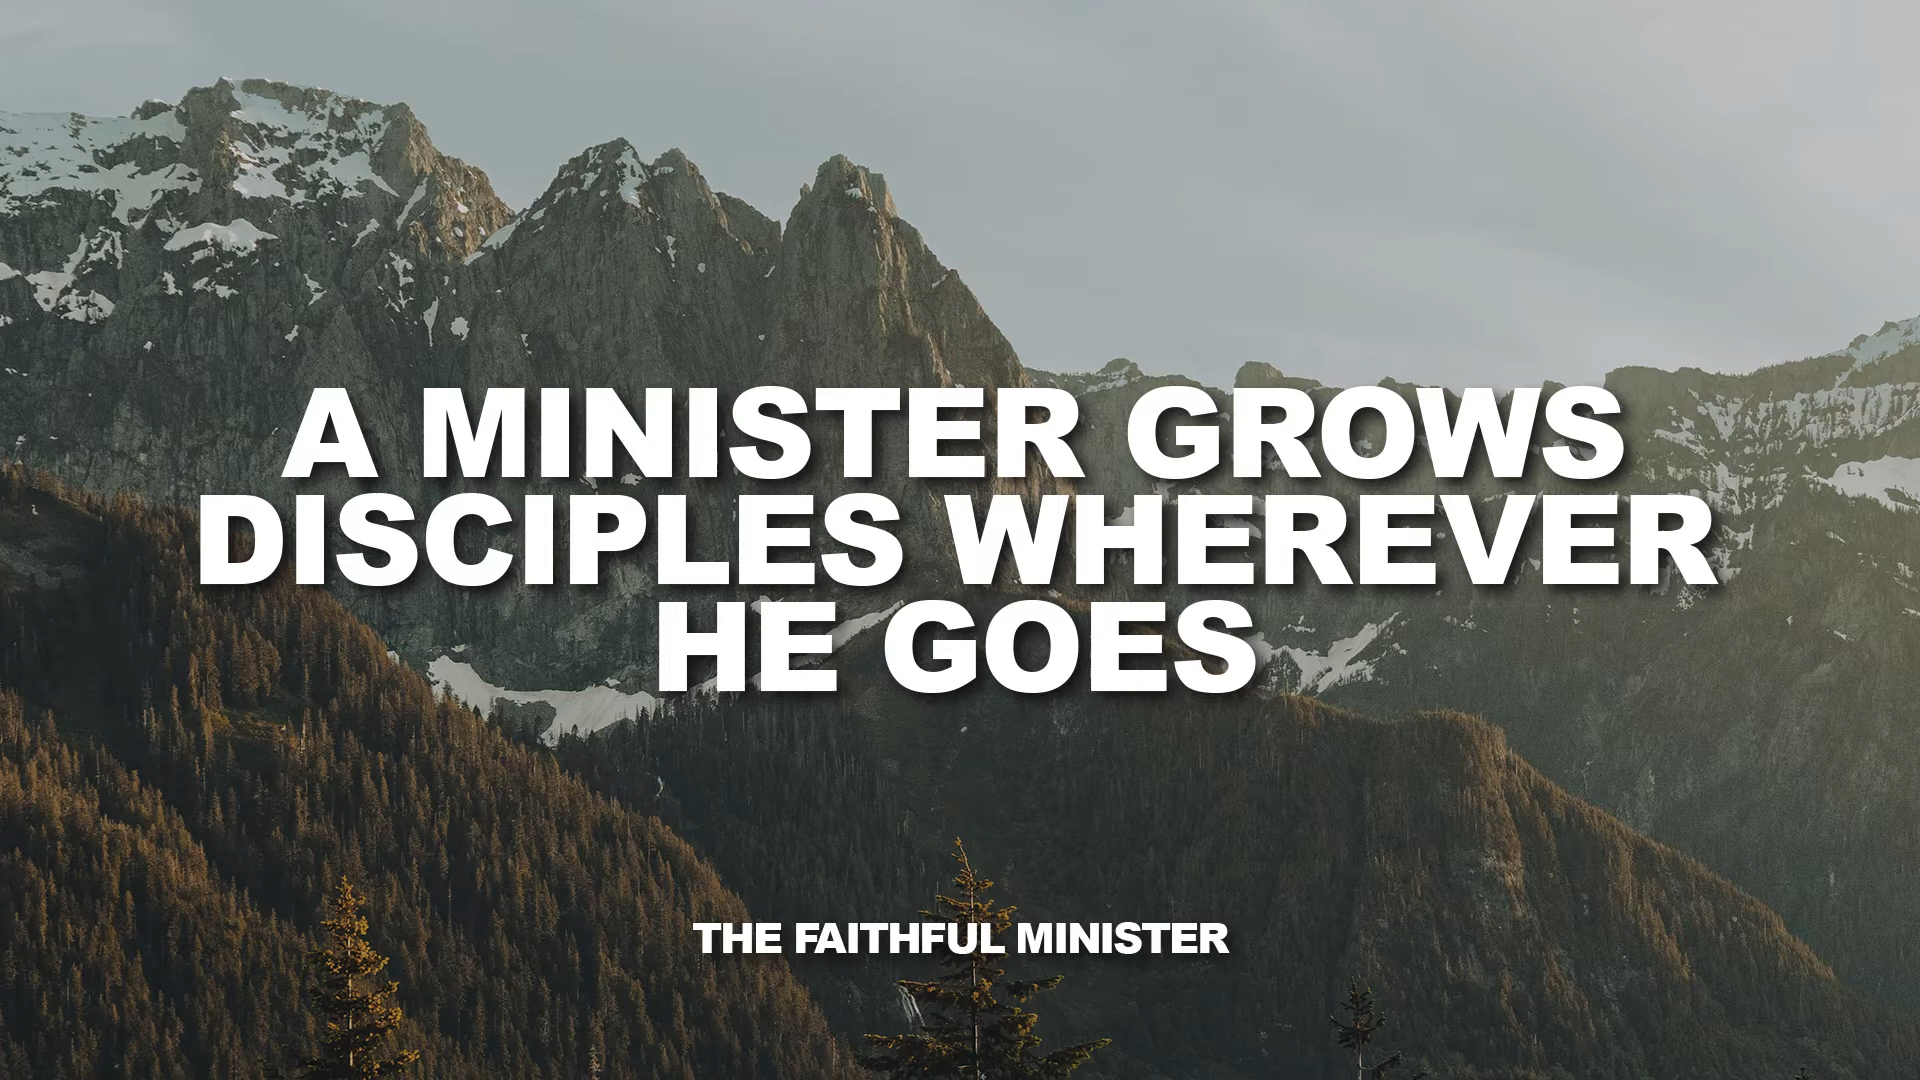 A MINISTER GROWS
DISCIPLES WHEREVER
HE GOES
THE FAITHFUL MINISTER